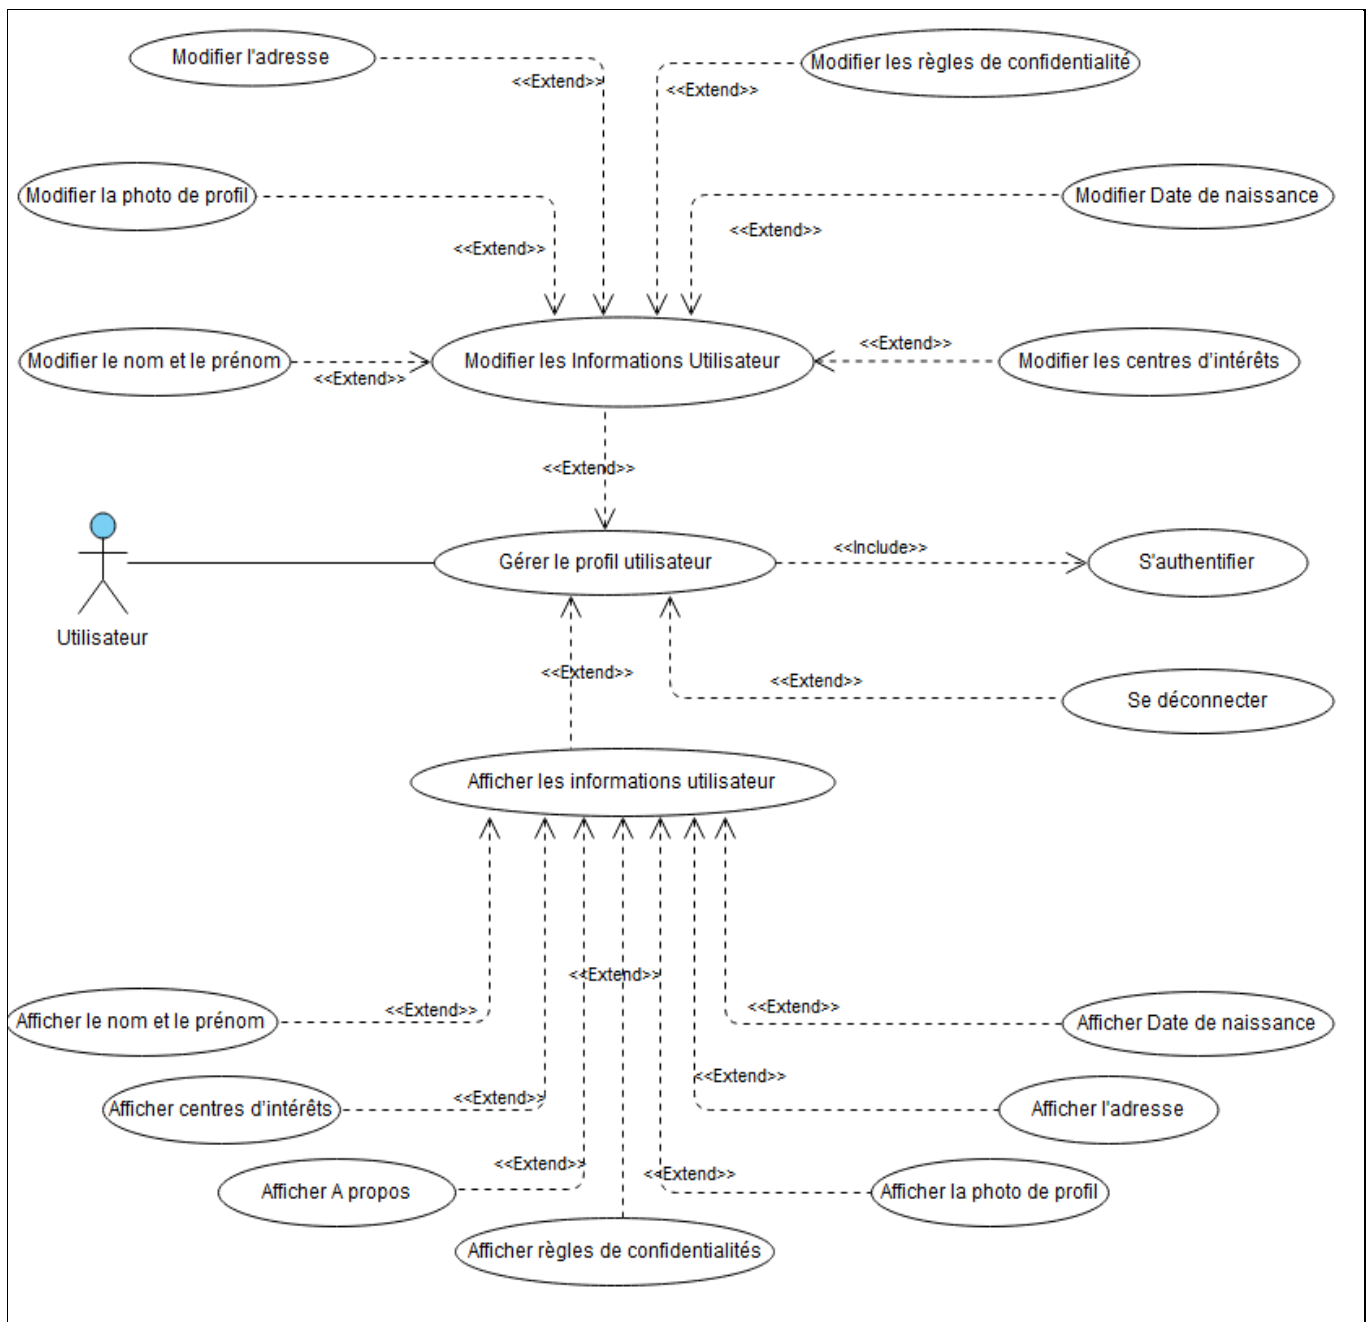 Modifier l'adresse
Modifier les règles de confidentialité
<<Extend>>
<<Extend>>
Modifier la photo de profil
Modifier Date de naissance
<<Extend>>
<<Extend>>
Modifier le nom et le prénom
<<Extend>>
Modifier les Informations Utilisateur
<<Extend>>
Modifier les centres d'intérêts
<<Extend>>
Utilisateur
Gérer le profil utilisateur
<<Include>>
S'authentifier
<<Extend>>
<<Extend>>
Se déconnecter
Afficher les informations utilisateur
<<Extend>>
Afficher le nom et le prénom
<<Extend>>
<<Extend>>
Afficher Date de naissance
Afficher centres d'intérêts
<<Extend>>
<<Extend>>
Afficher l'adresse
Afficher A propos
<<Extend>>
<<Extend>>
Afficher la photo de profil
Afficher règles de confidentialités